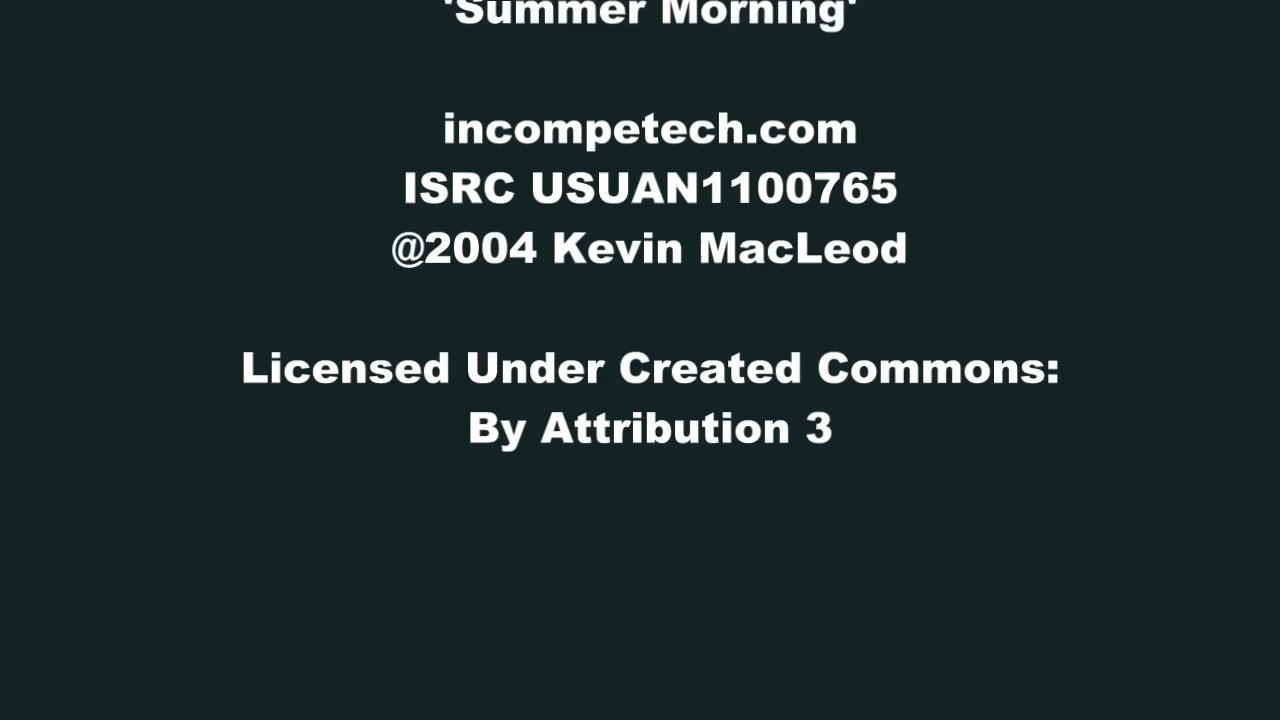 'Summer Morning'
incompetech.com
ISRC USUAN1100765
@2004 Kevin MacLeod
Licensed Under Created Commons:
By Attribution 3